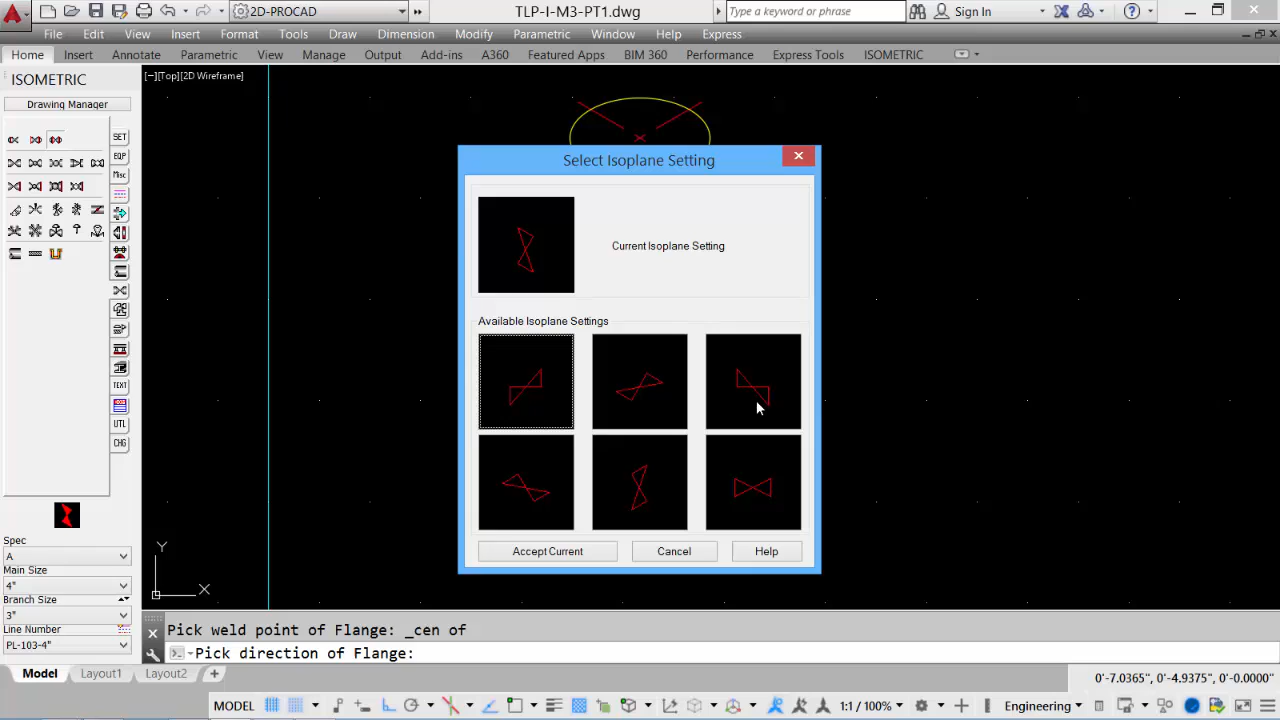 2D-PROCAD
TLP-I-M3-PT1.dwg
Type a keyword or phrase
Sign In
File Edit View Insert Format Tools Draw Dimension Modify Parametric Window Help Express
Home Insert Annotate Parametric View Manage Output Add-ins A360 Featured Apps BIM 360 Performance Express Tools ISOMETRIC
ISOMETRIC
[−][Top][2D Wireframe]
Drawing Manager
SET
EQP
Misc
TEXT
UTL
CHG
Select Isoplane Setting
Current Isoplane Setting
Available Isoplane Settings
Accept Current
Cancel
Help
Spec
A
Main Size
4"
Branch Size
3"
Line Number
PL-103-4"
Y
X
Pick weld point of Flange: _cen of
Pick direction of Flange:
Model Layout1 Layout2
0'-7.0365", 0'-4.9375", 0'-0.0000"
MODEL
1:1 / 100%
Engineering